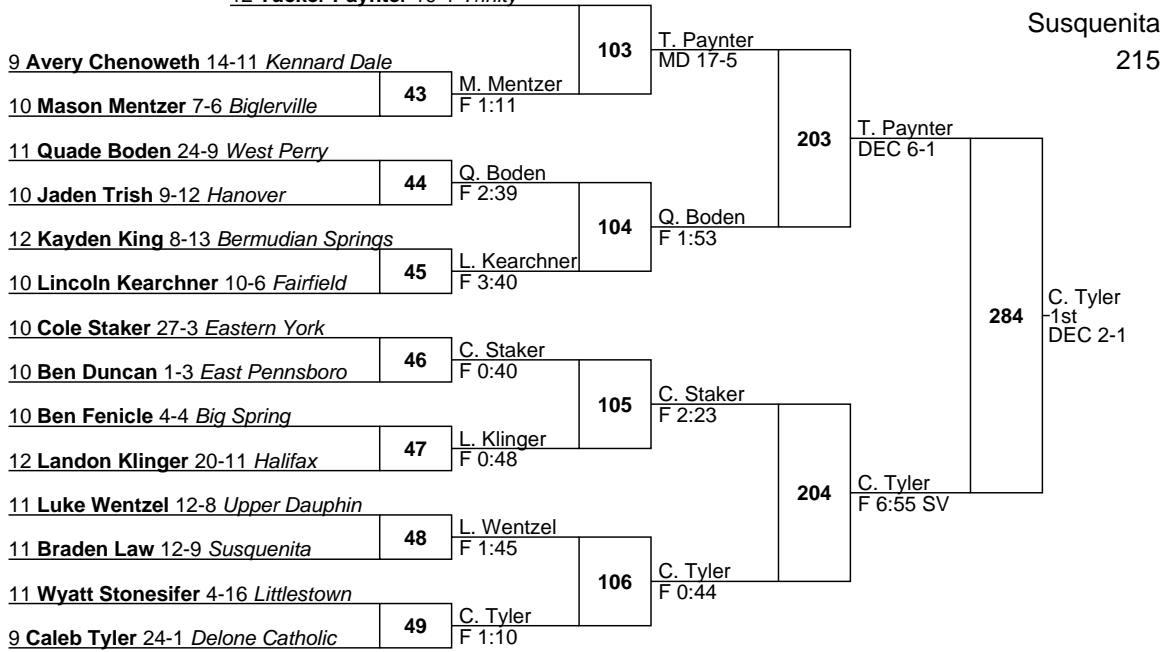 12 Tucker Paynter
Trinity
Susquenita
215
103
T. Paynter
MD 17-5
9 Avery Chenoweth 14-11 Kennard Dale
43
M. Mentzer
F 1:11
10 Mason Mentzer 7-6 Biglerville
203
T. Paynter
DEC 6-1
11 Quade Boden 24-9 West Perry
44
Q. Boden
F 2:39
10 Jaden Trish 9-12 Hanover
104
Q. Boden
F 1:53
12 Kayden King 8-13 Bermudian Springs
45
L. Kearchner
F 3:40
10 Lincoln Kearchner 10-6 Fairfield
284
C. Tyler
1st
DEC 2-1
10 Cole Staker 27-3 Eastern York
46
C. Staker
F 0:40
10 Ben Duncan 1-3 East Pennsboro
105
C. Staker
F 2:23
10 Ben Fenicle 4-4 Big Spring
47
L. Klinger
F 0:48
12 Landon Klinger 20-11 Halifax
204
C. Tyler
F 6:55 SV
11 Luke Wentzel 12-8 Upper Dauphin
48
L. Wentzel
F 1:45
11 Braden Law 12-9 Susquenita
106
C. Tyler
F 0:44
11 Wyatt Stonesifer 4-16 Littlestown
49
C. Tyler
F 1:10
9 Caleb Tyler 24-1 Delone Catholic